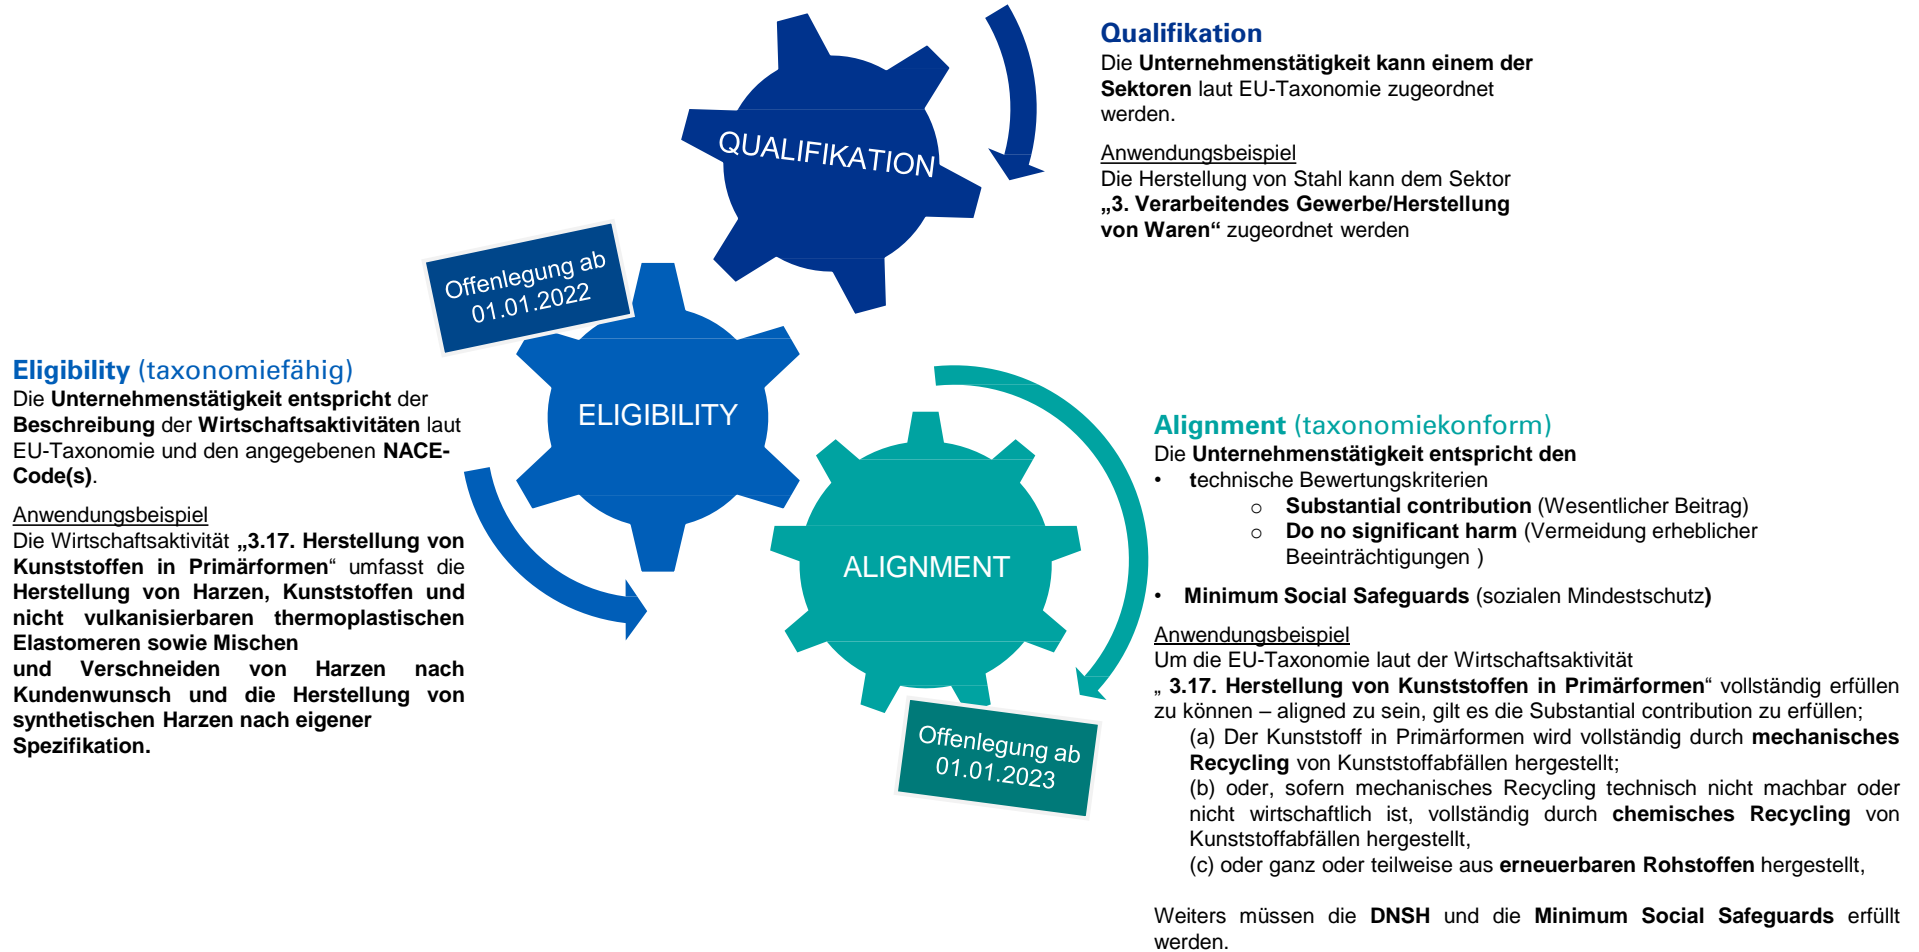 Qualifikation
Die Unternehmenstätigkeit kann einem der
Sektoren laut EU-Taxonomie zugeordnet
werden.
Anwendungsbeispiel
Die Herstellung von Stahl kann dem Sektor
„3. Verarbeitendes Gewerbe/Herstellung
von Waren“ zugeordnet werden
QUALIFIKATION
Offenlegung ab
01.01.2022
ELIGIBILITY
Eligibility (taxonomiefähig)
Die Unternehmenstätigkeit entspricht der
Beschreibung der Wirtschaftsaktivitäten laut
EU-Taxonomie und den angegebenen NACE-
Code(s).
Anwendungsbeispiel
Die Wirtschaftsaktivität „3.17. Herstellung von
Kunststoffen in Primärformen“ umfasst die
Herstellung von Harzen, Kunststoffen und
nicht vulkanisierbaren thermoplastischen
Elastomeren sowie Mischen
und Verschneiden von Harzen nach
Kundenwunsch und die Herstellung von
synthetischen Harzen nach eigener
Spezifikation.
ALIGNMENT
Offenlegung ab
01.01.2023
Alignment (taxonomiekonform)
Die Unternehmenstätigkeit entspricht den
• technische Bewertungskriterien
o Substantial contribution (Wesentlicher Beitrag)
o Do no significant harm (Vermeidung erheblicher
Beeinträchtigungen )
• Minimum Social Safeguards (sozialen Mindestschutz)
Anwendungsbeispiel
Um die EU-Taxonomie laut der Wirtschaftsaktivität
„ 3.17. Herstellung von Kunststoffen in Primärformen“ vollständig erfüllen
zu können – aligned zu sein, gilt es die Substantial contribution zu erfüllen;
(a) Der Kunststoff in Primärformen wird vollständig durch mechanisches
Recycling von Kunststoffabfällen hergestellt;
(b) oder, sofern mechanisches Recycling technisch nicht machbar oder
nicht wirtschaftlich ist, vollständig durch chemisches Recycling von
Kunststoffabfällen hergestellt,
(c) oder ganz oder teilweise aus erneuerbaren Rohstoffen hergestellt,
Weiters müssen die DNSH und die Minimum Social Safeguards erfüllt
werden.